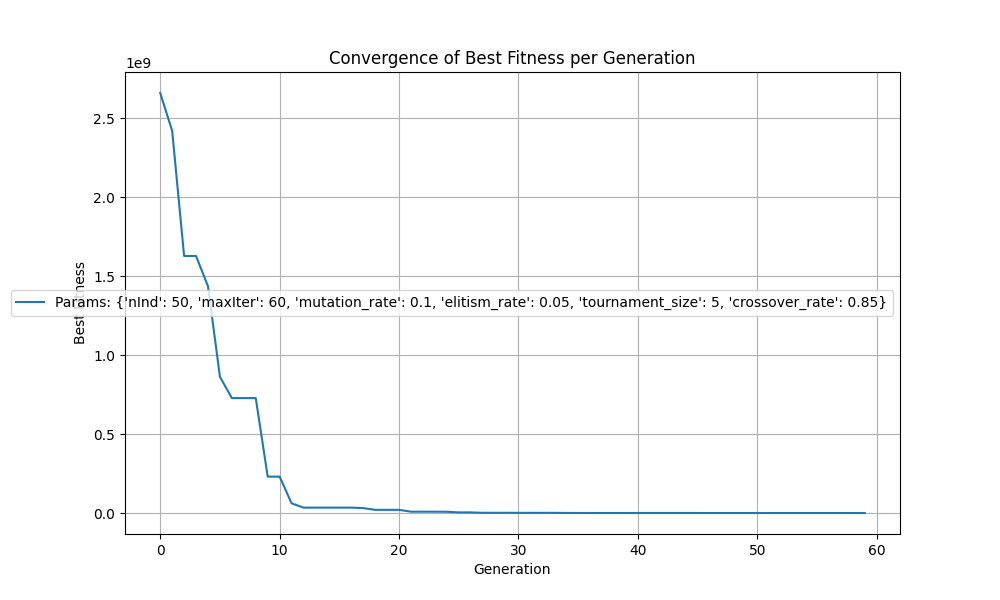 Convergence of Best Fitness per Generation
1e9
2.5
2.0
1.5
1.0
0.5
0.0
Best
Params: {'nInd': 50, 'maxIter': 60, 'mutation_rate': 0.1, 'elitism_rate': 0.05, 'tournament_size': 5, 'crossover_rate': 0.85}
0 10 20 30 40 50 60
Generation